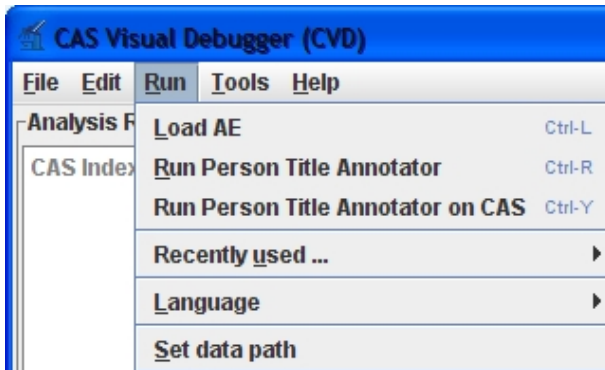 CAS Visual Debugger (CVD)
File Edit Run Tools Help
Analysis R
Load AE Ctrl-L
CAS Index
Run Person Title Annotator Ctrl-R
Run Person Title Annotator on CAS Ctrl-Y
Recently used ...
Language
Set data path